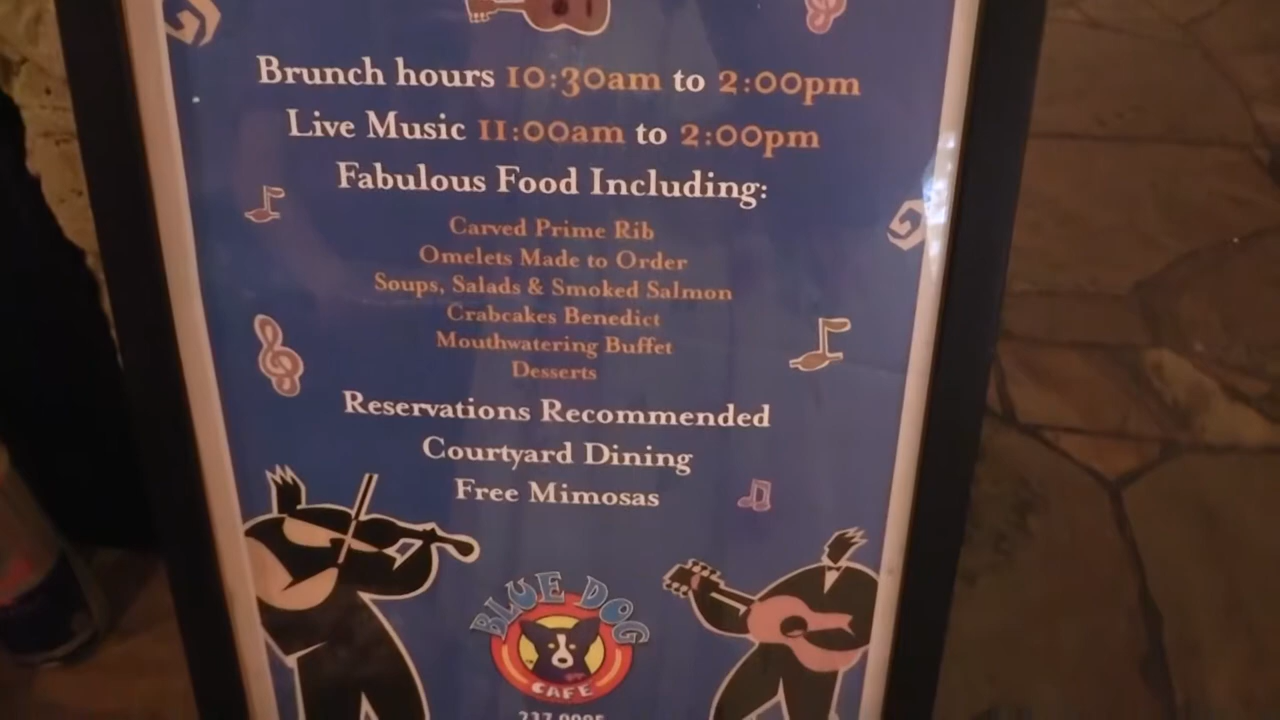 Brunch hours 10:30am to 2:00pm
Live Music 11:00am to 2:00pm
Fabulous Food Including:
Carved Prime Rib
Omelets Made to Order
Soups, Salads & Smoked Salmon
Crabcakes Benedict
Mouthwatering Buffet
Desserts
Reservations Recommended
Courtyard Dining
Free Mimosas
BLUE DOG
CAFE